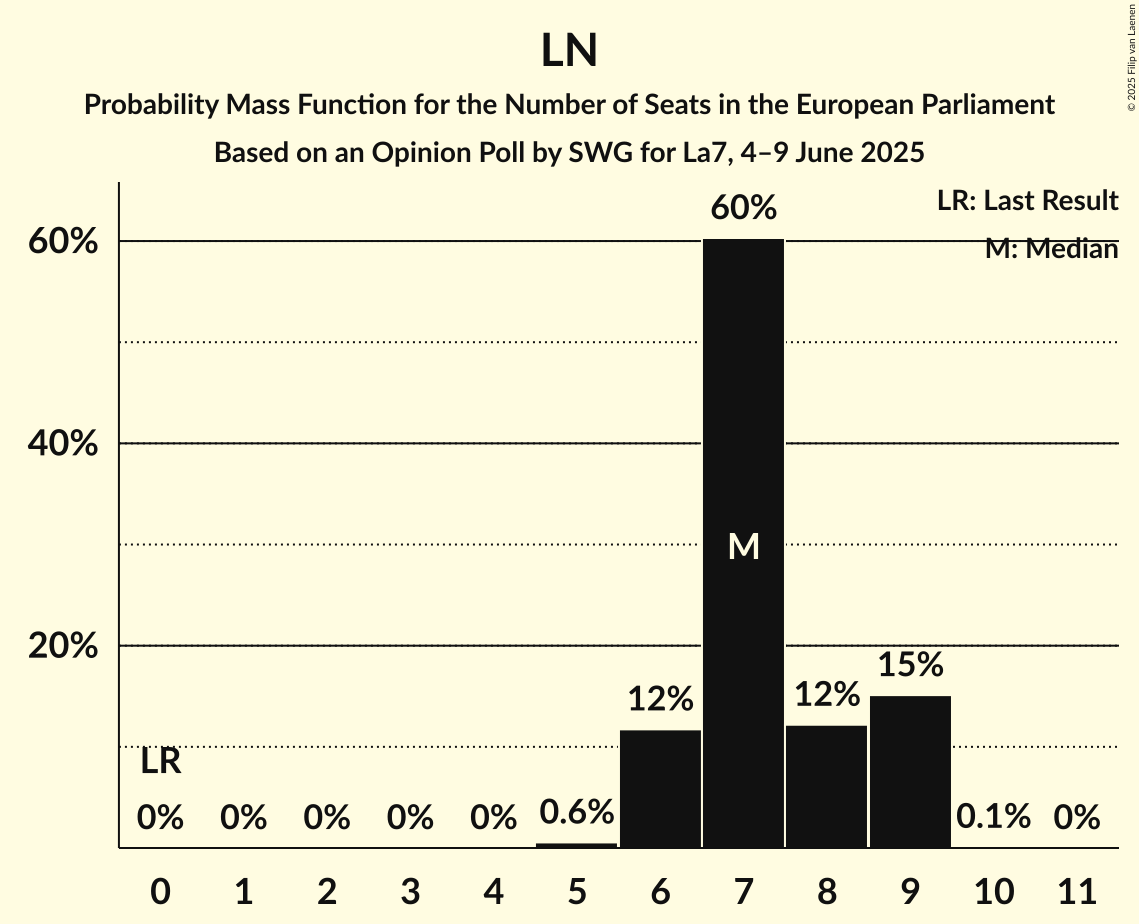 LN
Probability Mass Function for the Number of Seats in the European Parliament
Based on an Opinion Poll by SWG for La7, 4–9 June 2025
© 2025 Filip van Laenen
LR: Last Result
M: Median
60%
40%
20%
60%
M
12%
12%
15%
LR
0%
0%
0%
0%
0%
0.6%
0.1%
0%
0 1 2 3 4 5 6 7 8 9 10 11